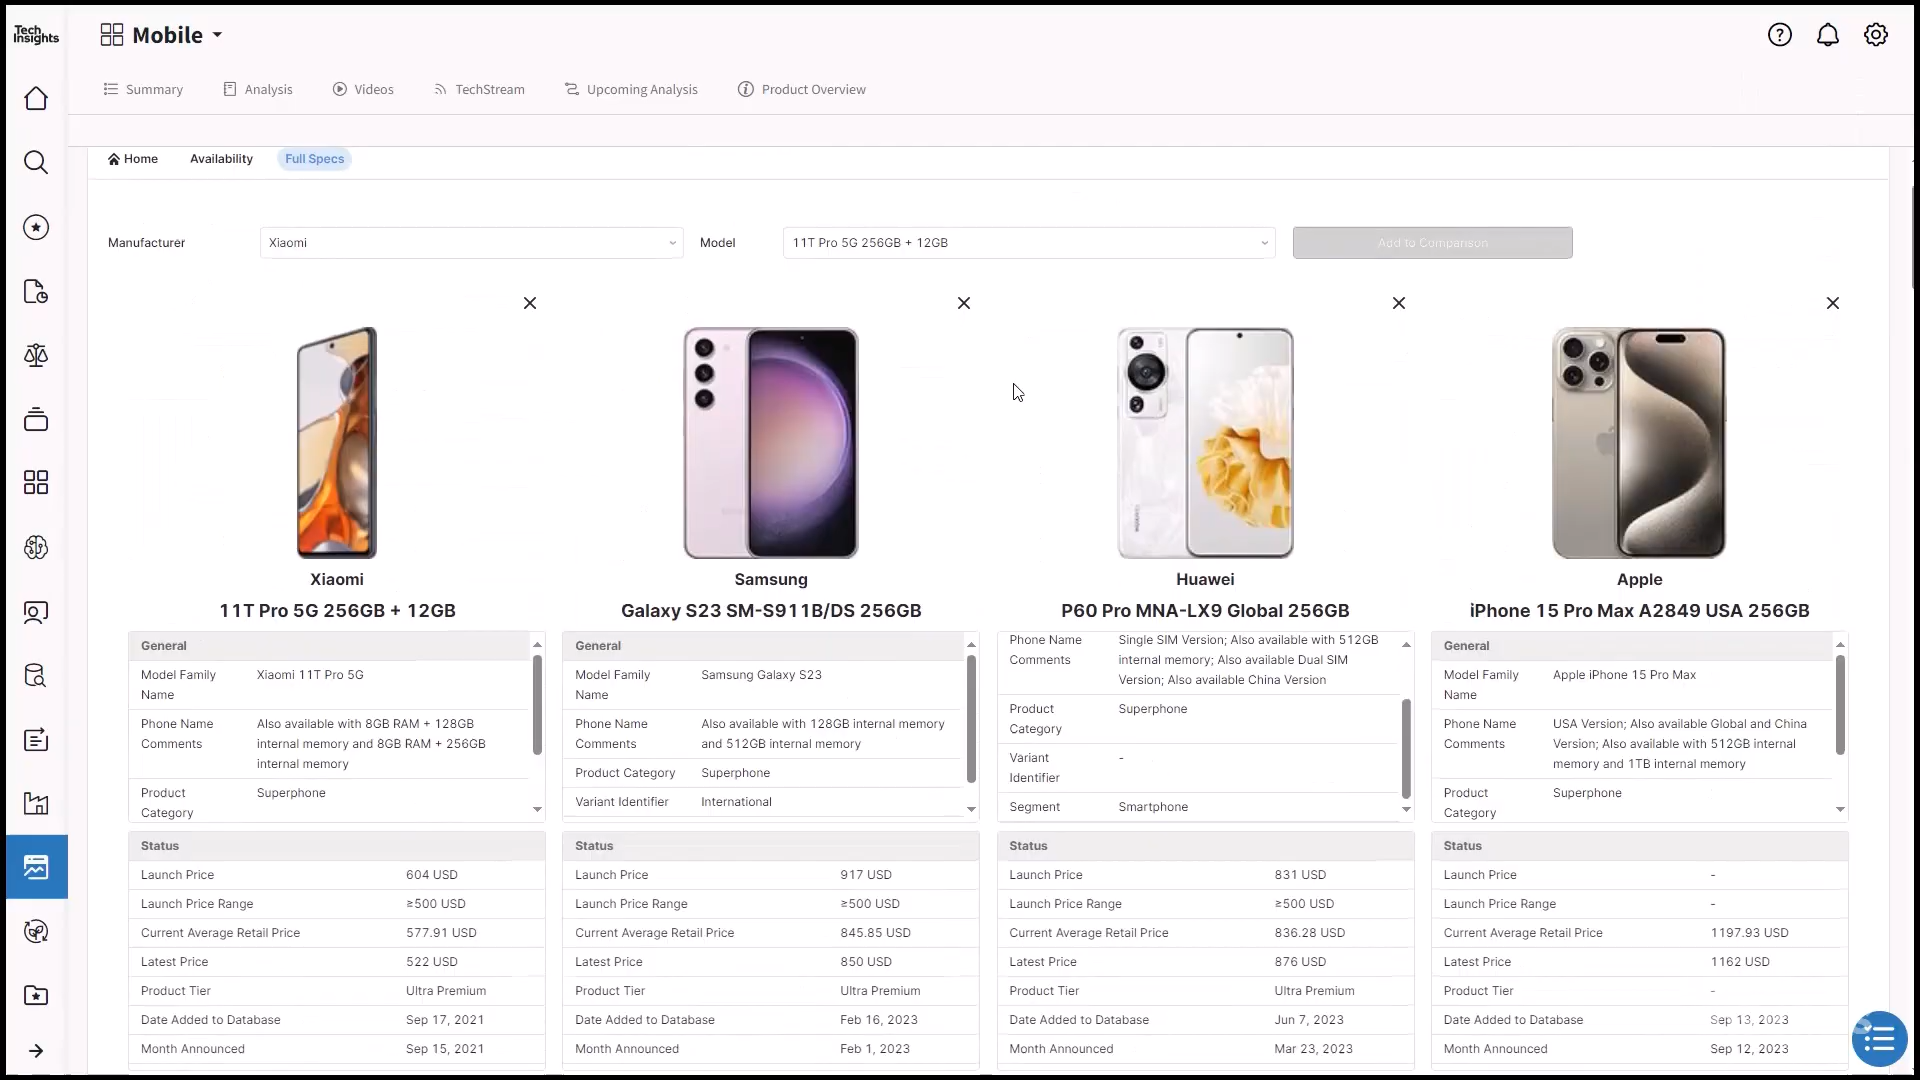 Tech
Insights
Mobile
Summary
Analysis
Videos
TechStream
Upcoming Analysis
Product Overview
Home
Availability
Full Specs
Manufacturer
Xiaomi
Model
11T Pro 5G 256GB + 12GB
Add to Comparison
Xiaomi
11T Pro 5G 256GB + 12GB
General
Model Family
Name
Xiaomi 11T Pro 5G
Phone Name
Comments
Also available with 8GB RAM + 128GB
internal memory and 8GB RAM + 256GB
internal memory
Product
Category
Superphone
Status
Launch Price
604 USD
Launch Price Range
≥500 USD
Current Average Retail Price
577.91 USD
Latest Price
522 USD
Product Tier
Ultra Premium
Date Added to Database
Sep 17, 2021
Month Announced
Sep 15, 2021
Samsung
Galaxy S23 SM-S911B/DS 256GB
General
Model Family
Name
Samsung Galaxy S23
Phone Name
Comments
Also available with 128GB internal memory
and 512GB internal memory
Product Category
Superphone
Variant Identifier
International
Status
Launch Price
917 USD
Launch Price Range
≥500 USD
Current Average Retail Price
845.85 USD
Latest Price
850 USD
Product Tier
Ultra Premium
Date Added to Database
Feb 16, 2023
Month Announced
Feb 1, 2023
Huawei
P60 Pro MNA-LX9 Global 256GB
Phone Name
Comments
Single SIM Version; Also available with 512GB
internal memory; Also available Dual SIM
Version; Also available China Version
Product
Category
Superphone
Variant
Identifier
-
Segment
Smartphone
Status
Launch Price
831 USD
Launch Price Range
≥500 USD
Current Average Retail Price
836.28 USD
Latest Price
876 USD
Product Tier
Ultra Premium
Date Added to Database
Jun 7, 2023
Month Announced
Mar 23, 2023
Apple
iPhone 15 Pro Max A2849 USA 256GB
General
Model Family
Name
Apple iPhone 15 Pro Max
Phone Name
Comments
USA Version; Also available Global and China
Version; Also available with 512GB internal
memory and 1TB internal memory
Product
Category
Superphone
Status
Launch Price
-
Launch Price Range
-
Current Average Retail Price
1197.93 USD
Latest Price
1162 USD
Product Tier
-
Date Added to Database
Sep 13, 2023
Month Announced
Sep 12, 2023